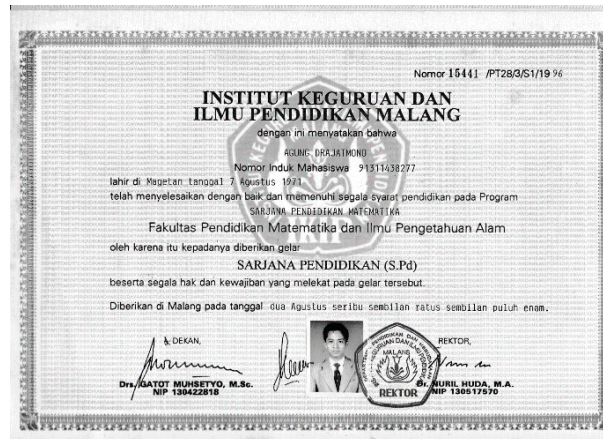 Nomor 15441 /PT28/3/S1/19 96
INSTITUT KEGURUAN DAN
ILMU PENDIDIKAN MALANG
dengan ini menyatakan bahwa
AGUNG DRAJATMONO
Nomor Induk Mahasiswa 91311438277
lahir di Magetan tanggal 7 Agustus 1971
telah menyelesaikan dengan baik dan memenuhi segala syarat pendidikan pada Program
SARJANA PENDIDIKAN MATEMATIKA
Fakultas Pendidikan Matematika dan Ilmu Pengetahuan Alam
oleh karena itu kepadanya diberikan gelar
SARJANA PENDIDIKAN (S.Pd)
beserta segala hak dan kewajiban yang melekat pada gelar tersebut.
Diberikan di Malang pada tanggal dua Agustus seribu sembilan ratus sembilan puluh enam.
DEKAN,
REKTOR,
Drs. GATOT MUHSETYO, M.Sc.
NIP 130422818
MALANG
REKTOR
Dr. NURIL HUDA, M.A.
NIP 130517570
IKIP